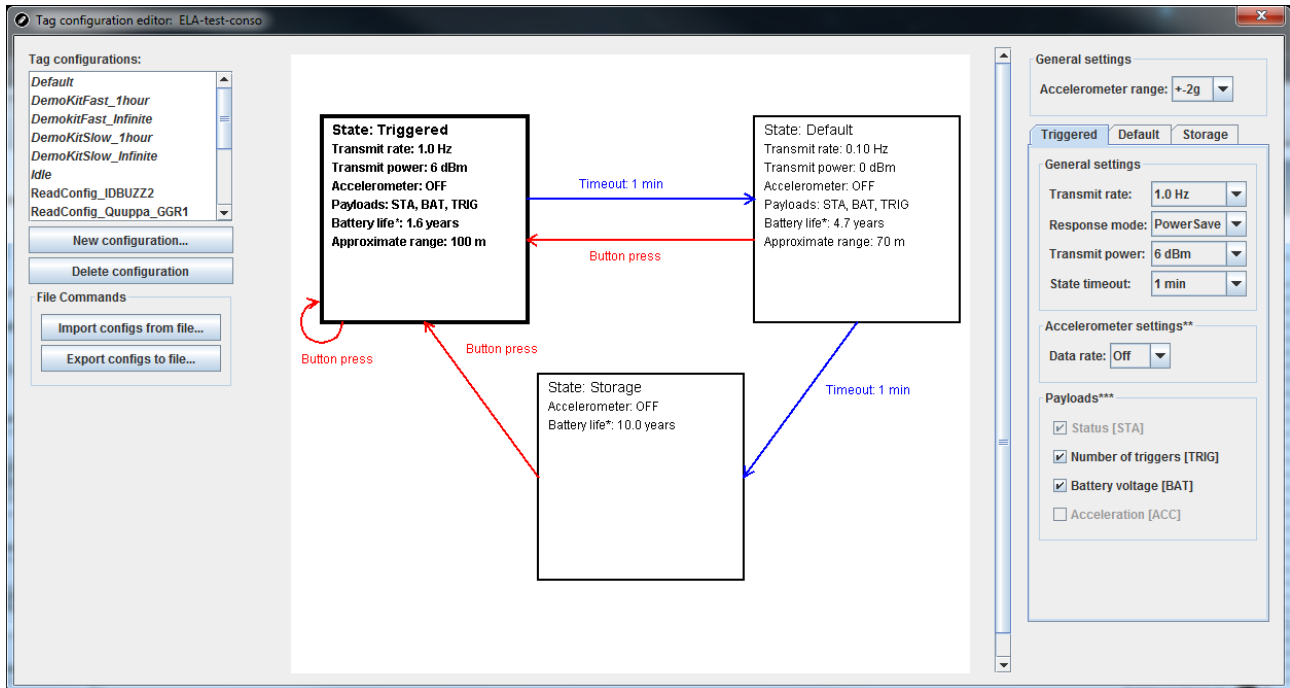 Tag configuration editor: ELA-test-conso
Tag configurations:
Default
DemoKitFast_1hour
DemokitFast_Infinite
DemoKitSlow_1hour
DemoKitSlow_Infinite
Idle
ReadConfig_IDBUZZ2
ReadConfig_Quuppa_GGR1
New configuration...
Delete configuration
File Commands
Import configs from file...
Export configs to file...
State: Triggered
Transmit rate: 1.0 Hz
Transmit power: 6 dBm
Accelerometer: OFF
Payloads: STA, BAT, TRIG
Battery life*: 1.6 years
Approximate range: 100 m
Timeout: 1 min
Button press
State: Default
Transmit rate: 0.10 Hz
Transmit power: 0 dBm
Accelerometer: OFF
Payloads: STA, BAT, TRIG
Battery life*: 4.7 years
Approximate range: 70 m
Button press
Button press
Timeout: 1 min
State: Storage
Accelerometer: OFF
Battery life*: 10.0 years
General settings
Accelerometer range: +-2g
Triggered Default Storage
General settings
Transmit rate: 1.0 Hz
Response mode: PowerSave
Transmit power: 6 dBm
State timeout: 1 min
Accelerometer settings**
Data rate: Off
Payloads***
Status [STA]
Number of triggers [TRIG]
Battery voltage [BAT]
Acceleration [ACC]